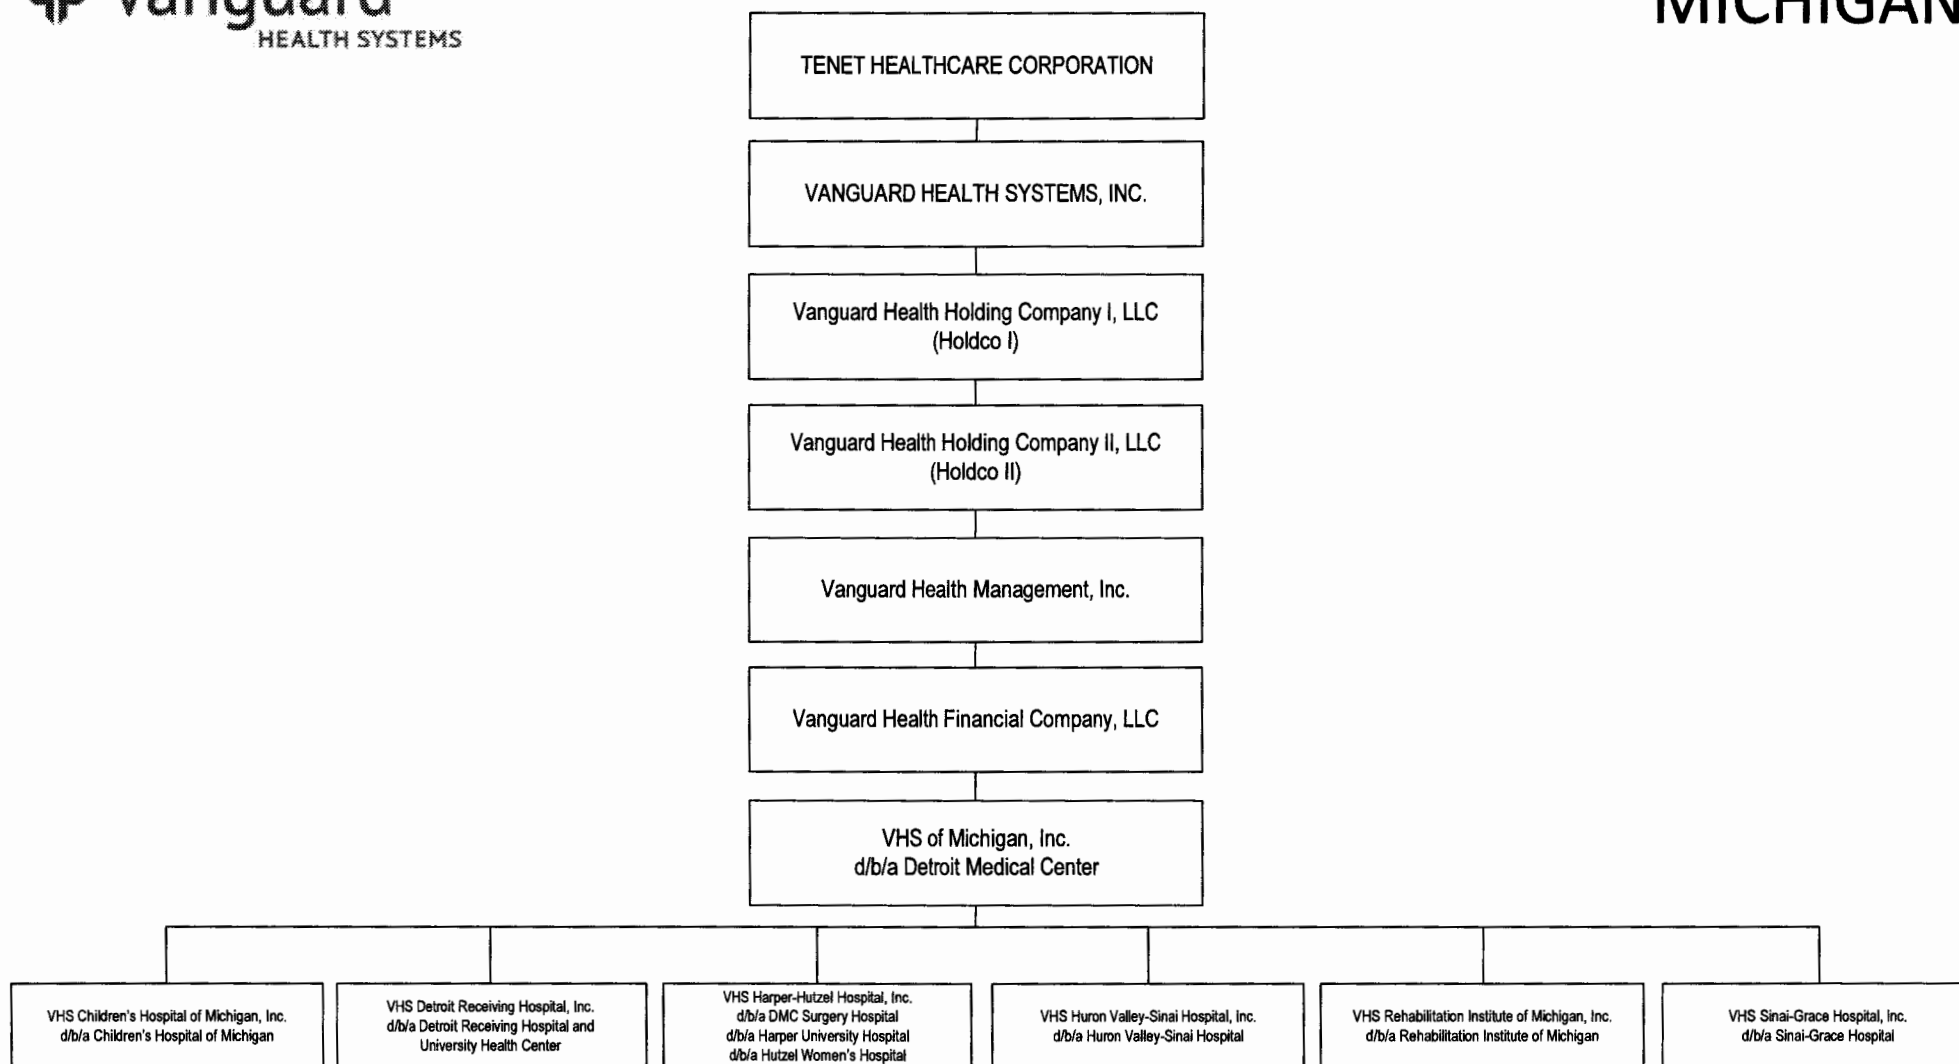 vanguard
HEALTH SYSTEMS
MICHIGAN
TENET HEALTHCARE CORPORATION
VANGUARD HEALTH SYSTEMS, INC.
Vanguard Health Holding Company I, LLC
(Holdco I)
Vanguard Health Holding Company II, LLC
(Holdco II)
Vanguard Health Management, Inc.
Vanguard Health Financial Company, LLC
VHS of Michigan, Inc.
d/b/a Detroit Medical Center
VHS Children's Hospital of Michigan, Inc.
d/b/a Children's Hospital of Michigan
VHS Detroit Receiving Hospital, Inc.
d/b/a Detroit Receiving Hospital and
University Health Center
VHS Harper-Hutzel Hospital, Inc.
d/b/a DMC Surgery Hospital
d/b/a Harper University Hospital
d/b/a Hutzel Women's Hospital
VHS Huron Valley-Sinai Hospital, Inc.
d/b/a Huron Valley-Sinai Hospital
VHS Rehabilitation Institute of Michigan, Inc.
d/b/a Rehabilitation Institute of Michigan
VHS Sinai-Grace Hospital, Inc.
d/b/a Sinai-Grace Hospital